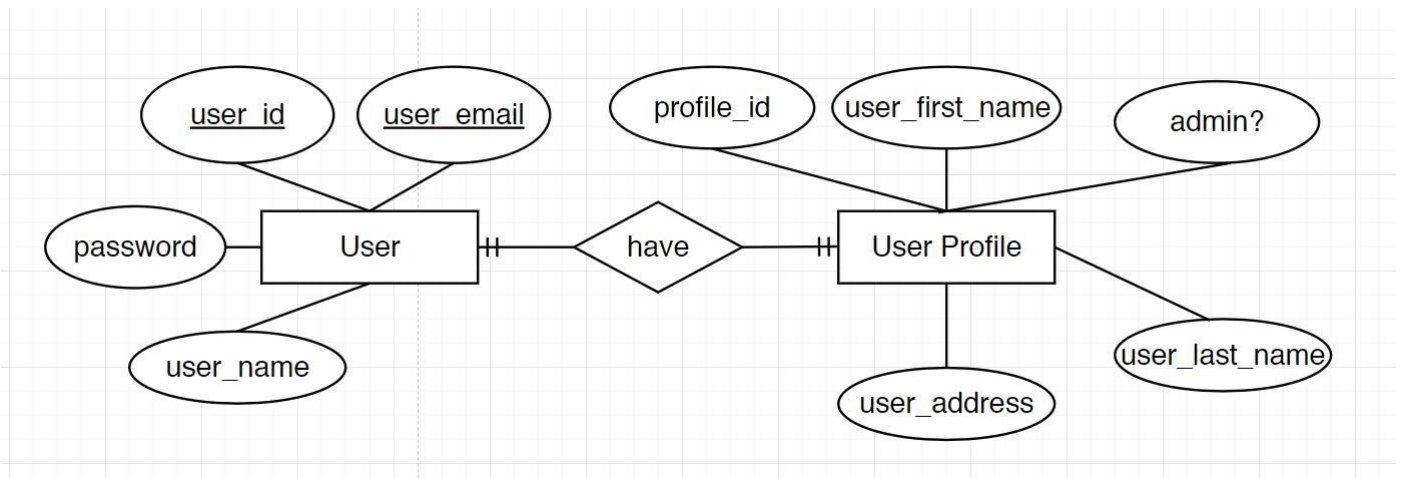 user_id
user_email
profile_id
user_first_name
admin?
password
User
have
User Profile
user_name
user_last_name
user_address